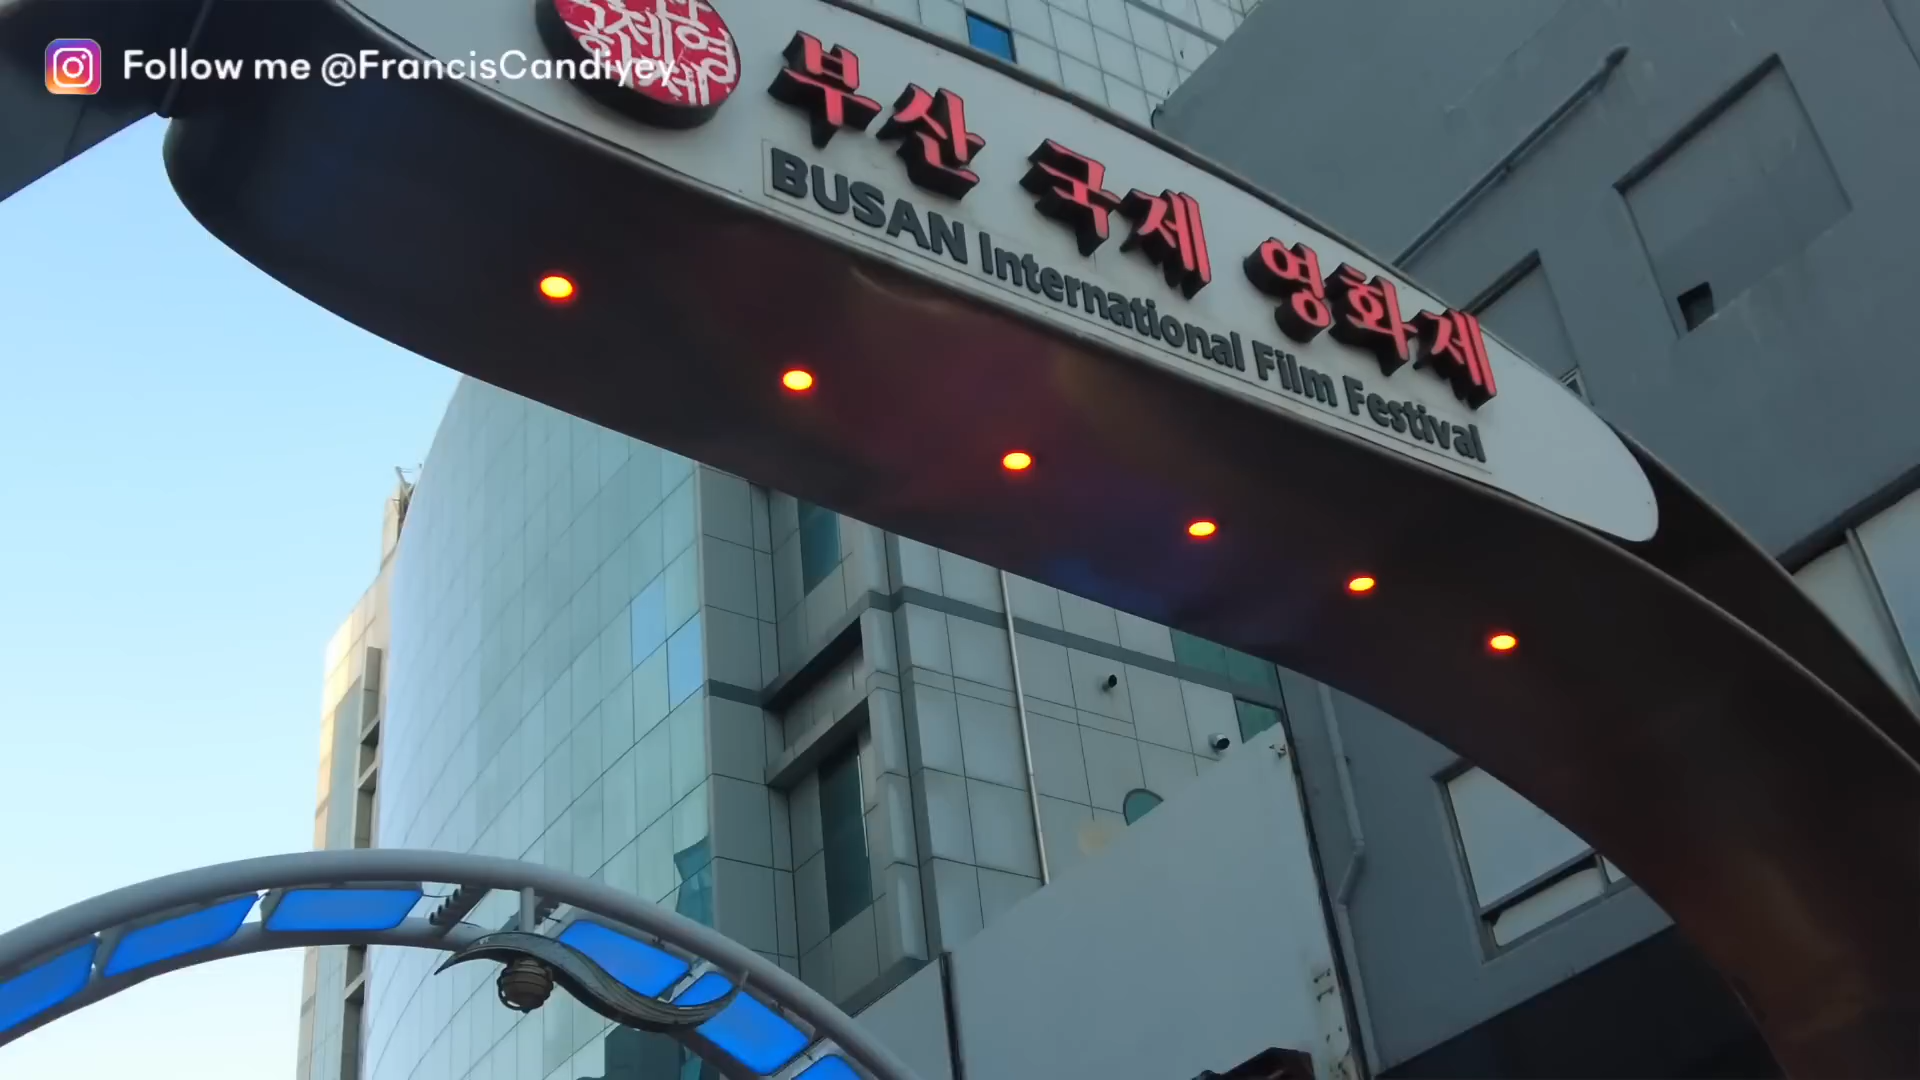 Follow me @FrancisCandiyey
부산 국제 영화제
BUSAN International Film Festival